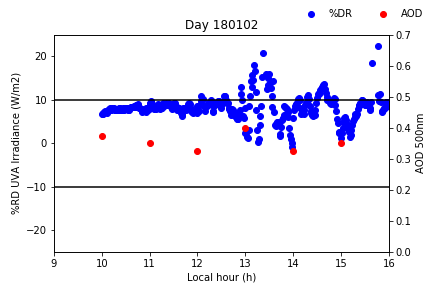 %DR AOD
Day 180102
20
10
0
−10
−20
%RD UVA Irradiance (W/m2)
0.7
0.6
0.5
0.4
0.3
0.2
0.1
0.0
AOD 500nm
9 10 11 12 13 14 15 16
Local hour (h)